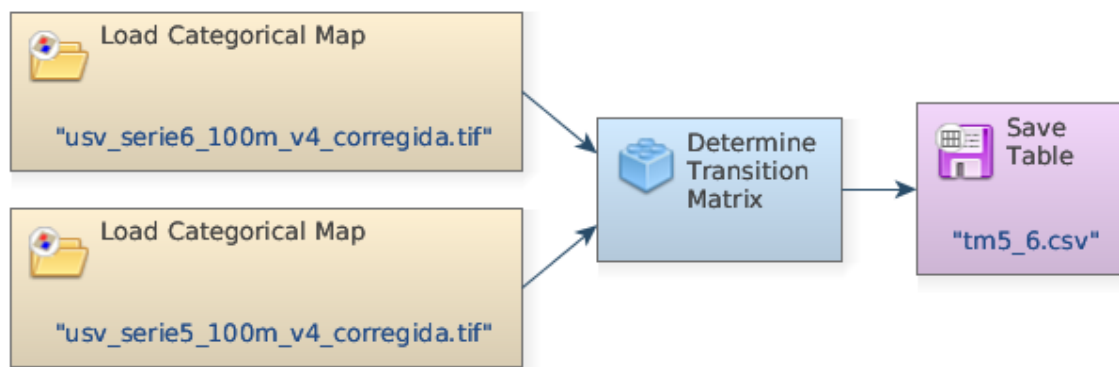 Load Categorical Map
"usv_serie6_100m_v4_corregida.tif"
Load Categorical Map
"usv_serie5_100m_v4_corregida.tif"
Determine
Transition
Matrix
Save
Table
"tm5_6.csv"